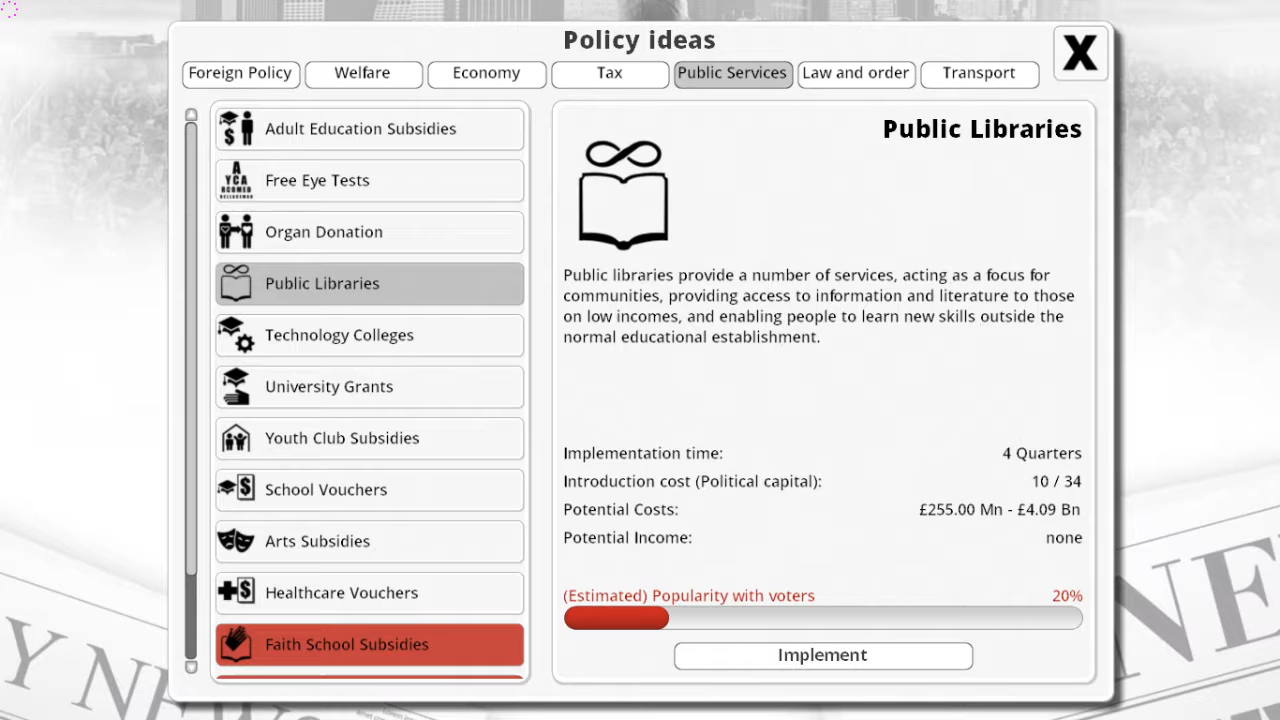 Policy ideas
X
Foreign Policy
Welfare
Economy
Tax
Public Services
Law and order
Transport
Adult Education Subsidies
Free Eye Tests
Organ Donation
Public Libraries
Technology Colleges
University Grants
Youth Club Subsidies
School Vouchers
Arts Subsidies
Healthcare Vouchers
Faith School Subsidies
Public Libraries
Public libraries provide a number of services, acting as a focus for
communities, providing access to information and literature to those
on low incomes, and enabling people to learn new skills outside the
normal educational establishment.
Implementation time: 4 Quarters
Introduction cost (Political capital): 10 / 34
Potential Costs: £255.00 Mn - £4.09 Bn
Potential Income: none
(Estimated) Popularity with voters 20%
Implement